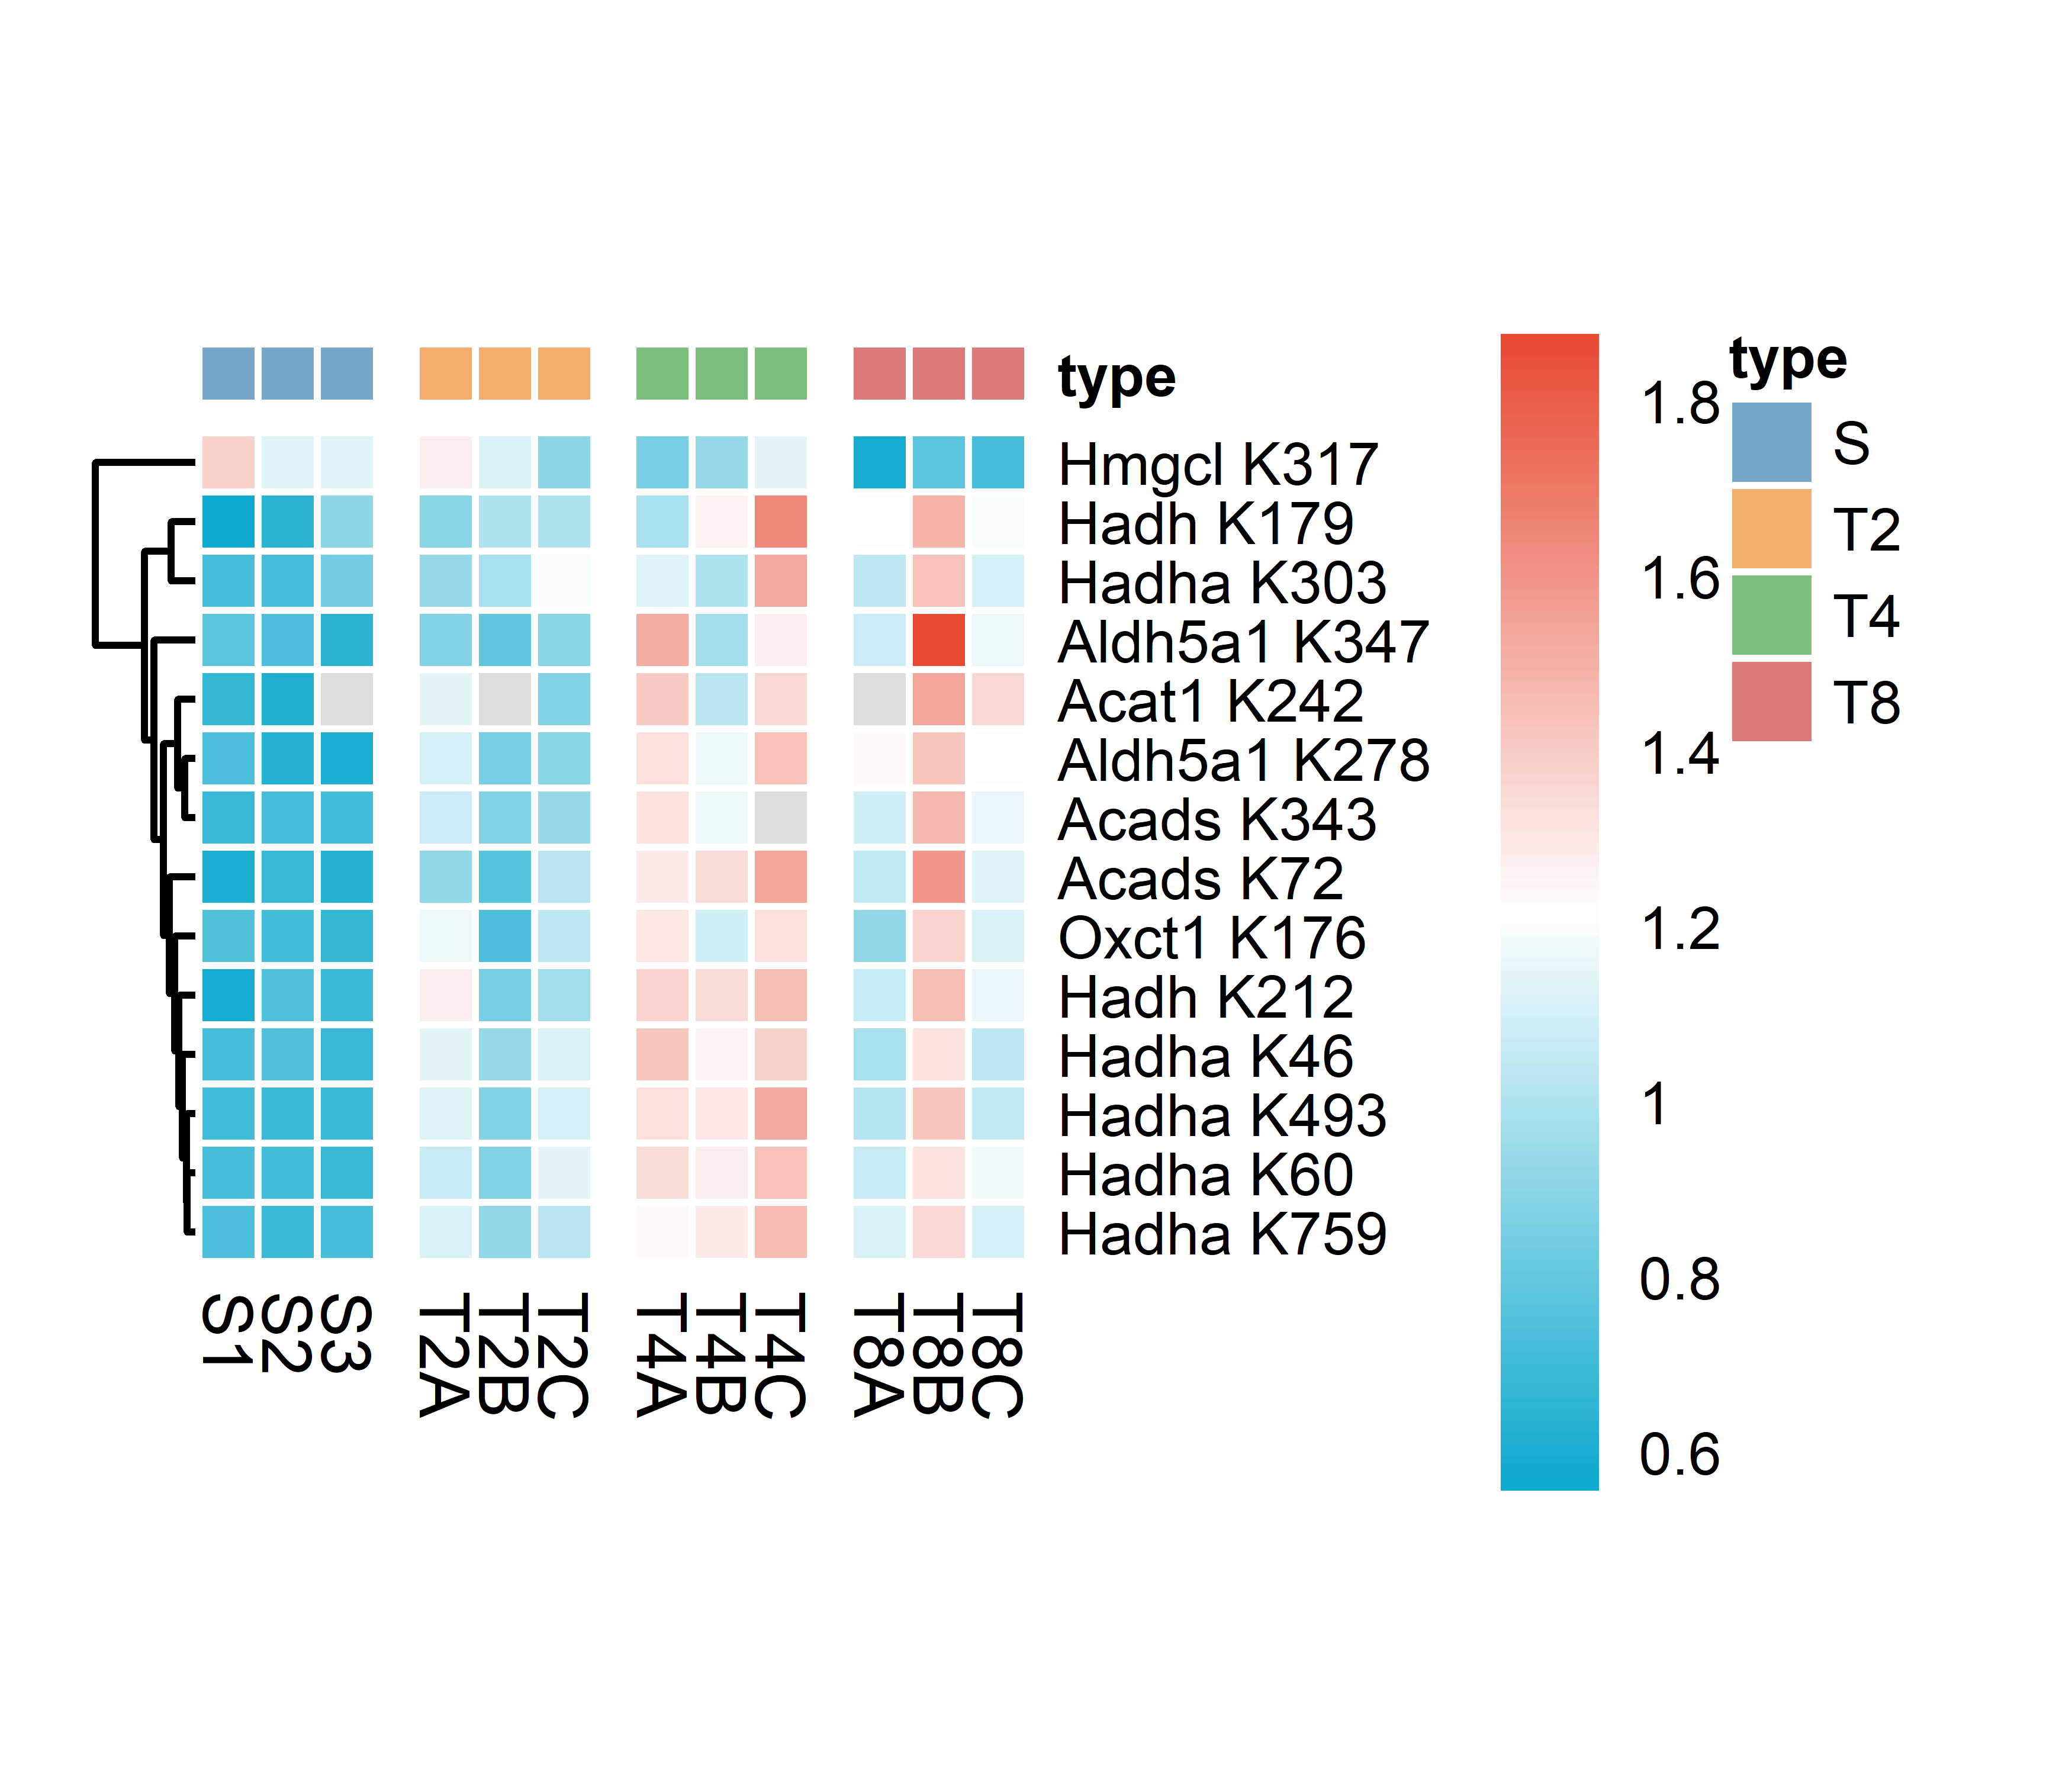 type
Hmgcl K317
Hadh K179
Hadha K303
Aldh5a1 K347
Acat1 K242
Aldh5a1 K278
Acads K343
Acads K72
Oxct1 K176
Hadh K212
Hadha K46
Hadha K493
Hadha K60
Hadha K759
S1
S2
S3
T2A
T2B
T2C
T4A
T4B
T4C
T8A
T8B
T8C
1.8
1.6
1.4
1.2
1
0.8
0.6
type
S
T2
T4
T8